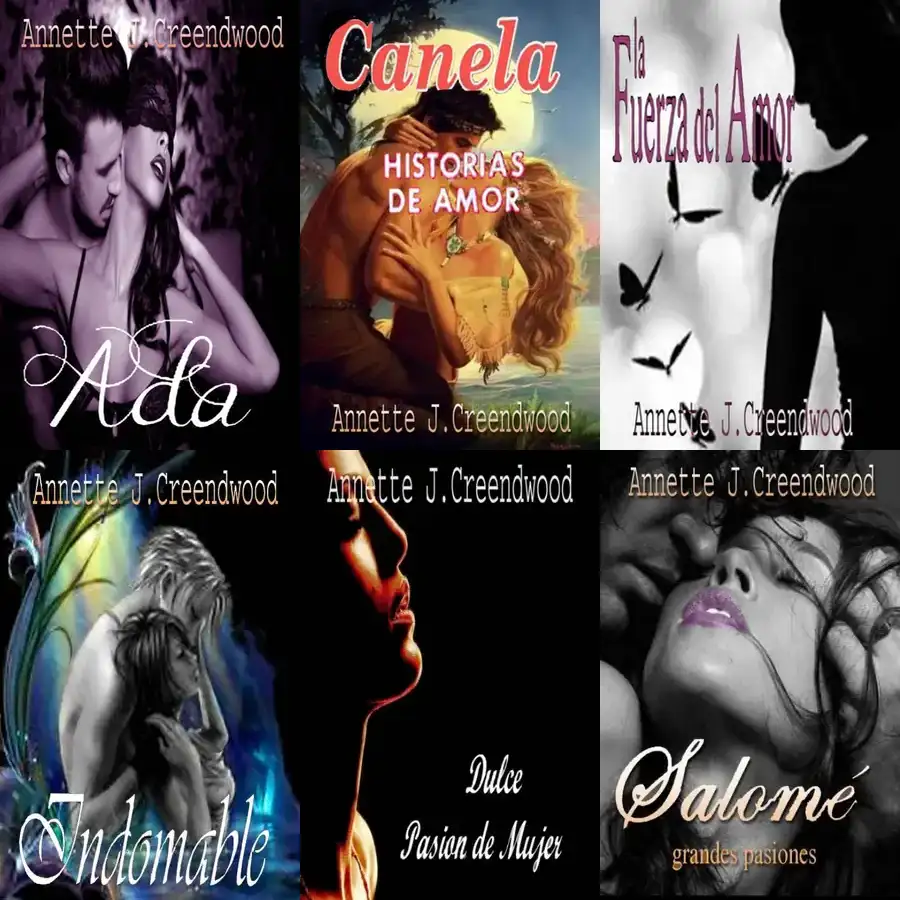 Annette J.Creendwood
Ada
Canela
HISTORIAS
DE AMOR
Annette J.Creendwood
la
Fuerza del Amor
Annette J.Creendwood
Annette J.Creendwood
Indomable
Annette J.Creendwood
Dulce
Pasion de Mujer
Annette J.Creendwood
Salomé
grandes pasiones